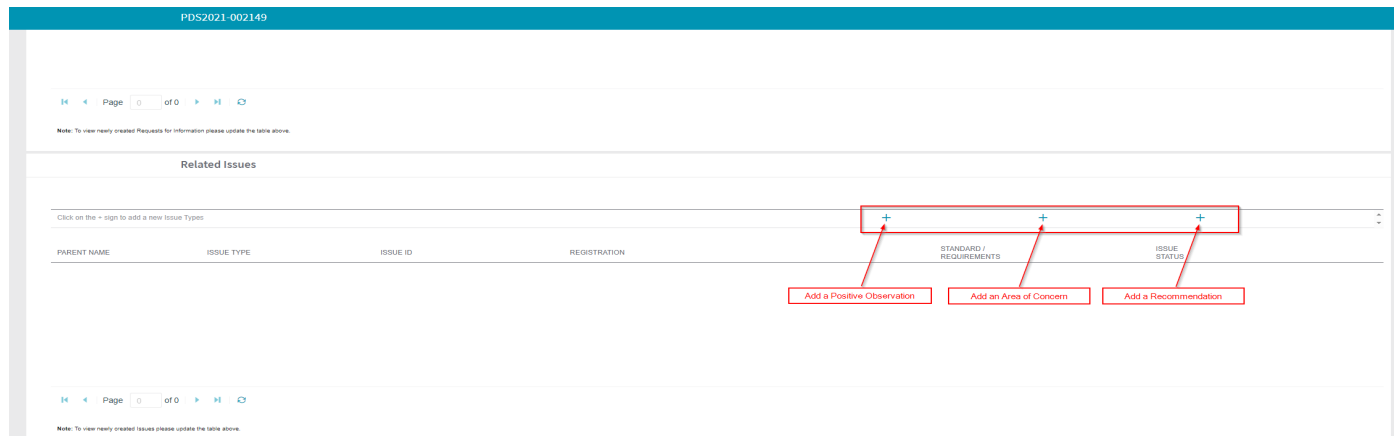 PDS2021-002149
Page 0 of 0
Note: To view newly created Requests for Information please update the table above.
Related Issues
Click on the + sign to add a new Issue Types
+ + +
PARENT NAME ISSUE TYPE ISSUE ID REGISTRATION STANDARD / REQUIREMENTS ISSUE STATUS
Add a Positive Observation Add an Area of Concern Add a Recommendation
Page 0 of 0
Note: To view newly created Issues please update the table above.